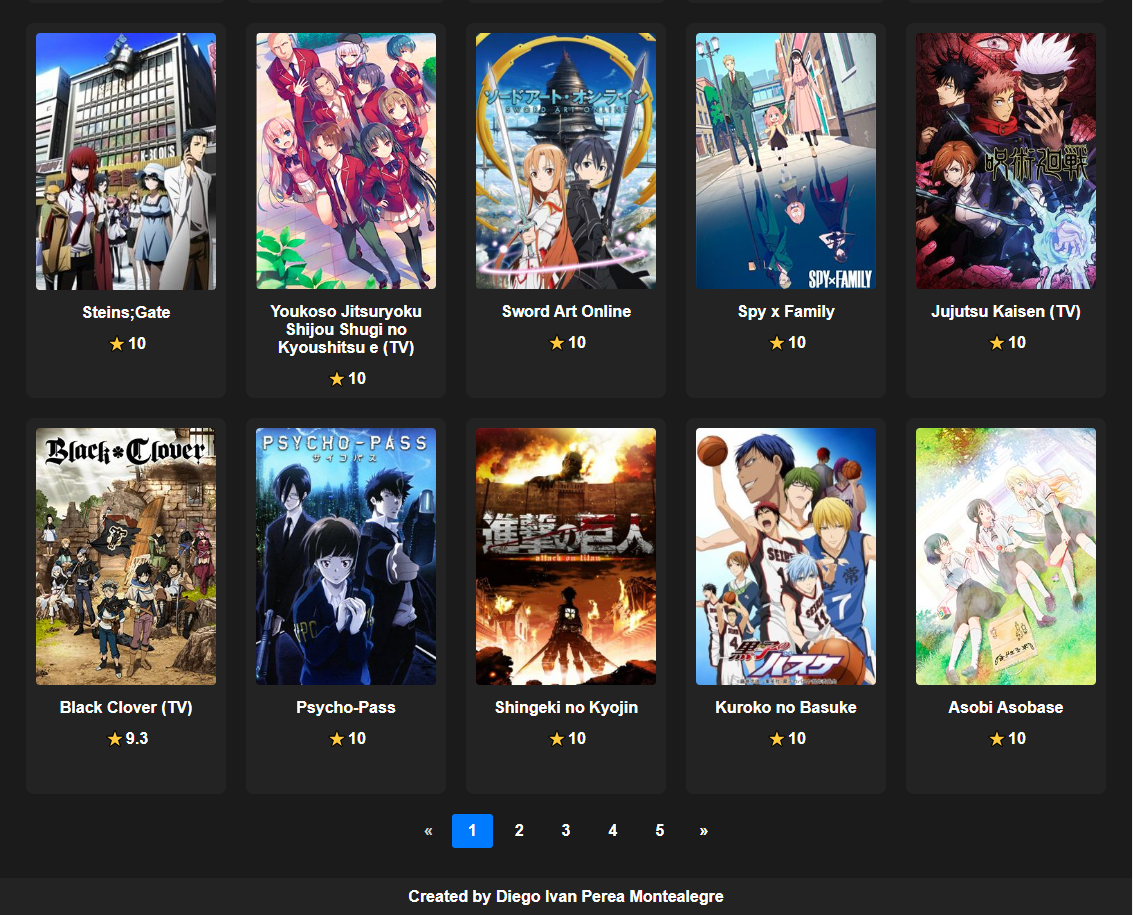 ソードアート・オンライン
SWORD ART ONLINE
SPY×FAMILY
呪術廻戦
Steins;Gate
Youkoso Jitsuryoku
Shijou Shugi no
Kyoushitsu e (TV)
Sword Art Online
Spy x Family
Jujutsu Kaisen (TV)
★ 10
★ 10
★ 10
★ 10
★ 10
Black Clover
PSYCHO-PASS
サイコパス
進撃の巨人
attack on titan
SEIRIN
黒子のバスケ
Black Clover (TV)
Psycho-Pass
Shingeki no Kyojin
Kuroko no Basuke
Asobi Asobase
★ 9.3
★ 10
★ 10
★ 10
★ 10
« 1 2 3 4 5 »
Created by Diego Ivan Perea Montealegre